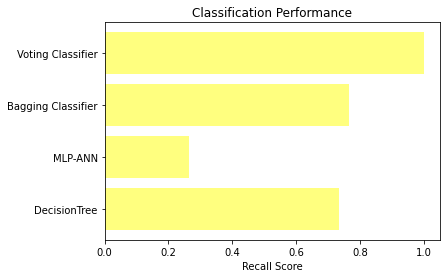 Classification Performance
Voting Classifier
Bagging Classifier
MLP-ANN
DecisionTree
0.0 0.2 0.4 0.6 0.8 1.0
Recall Score